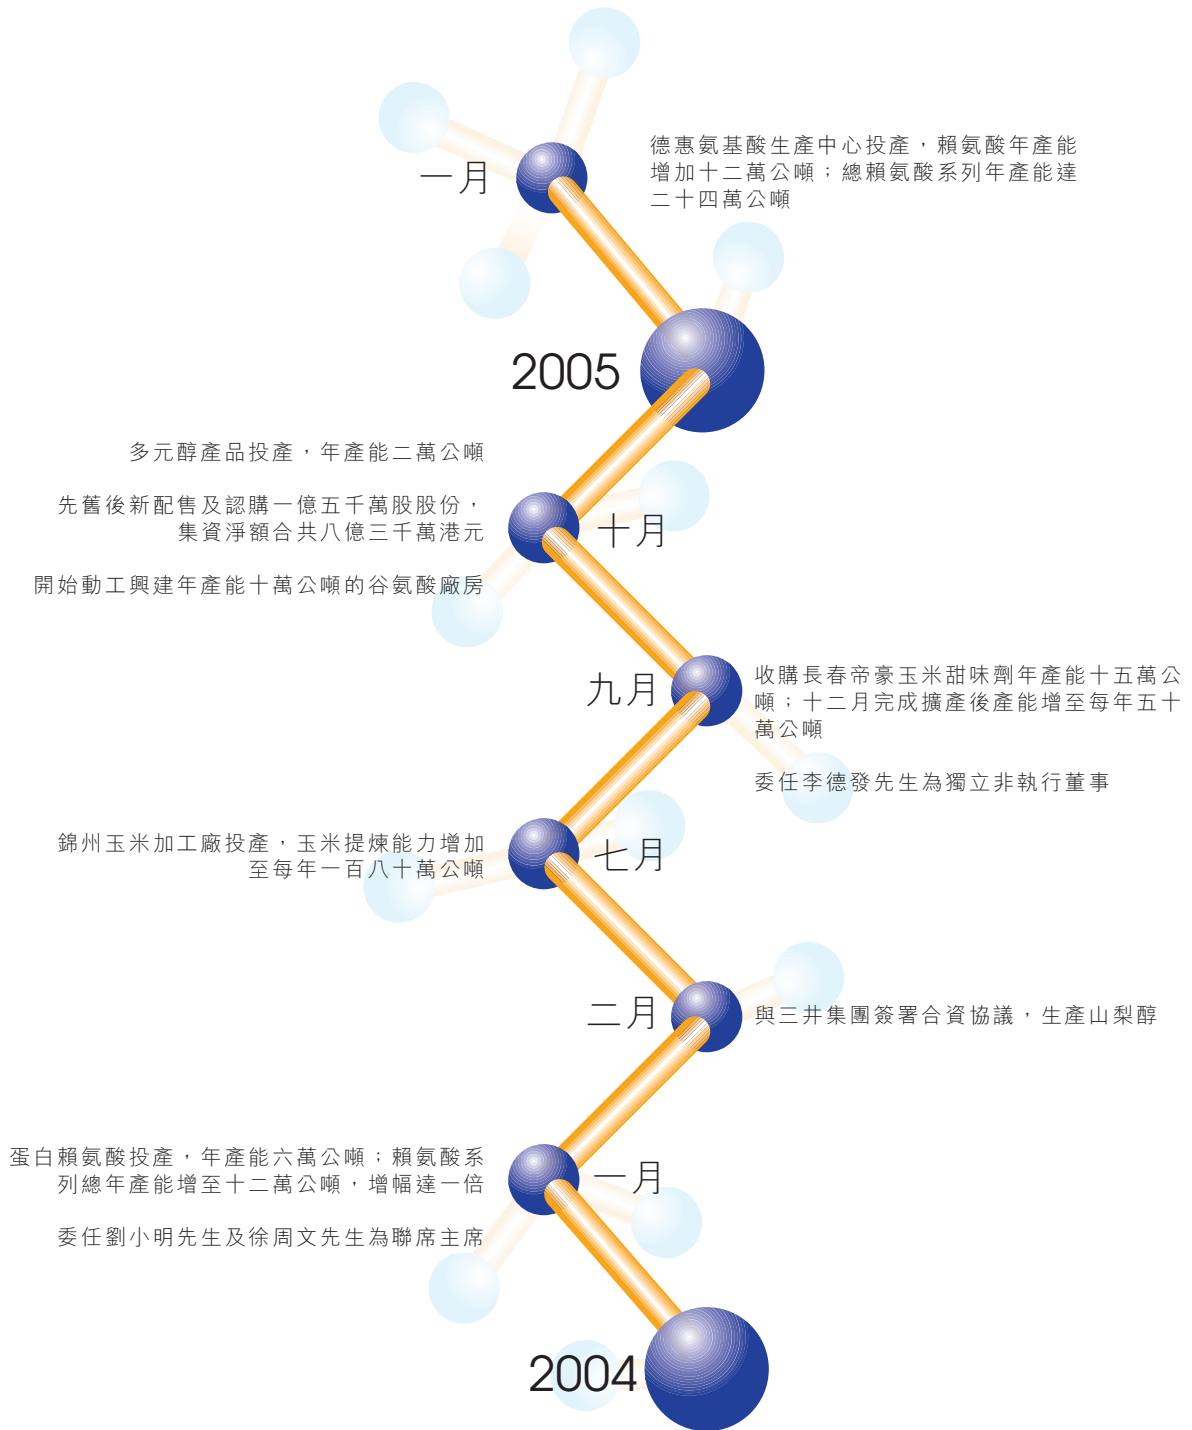 一月
德惠氨基酸生產中心投產，賴氨酸年產能
增加十二萬公噸；總賴氨酸系列年產能達
二十四萬公噸
2005
多元醇產品投產，年產能二萬公噸
先舊後新配售及認購一億五千萬股股份，
集資淨額合共八億三千萬港元
開始動工興建年產能十萬公噸的谷氨酸廠房
十月
九月
收購長春帝豪玉米甜味劑年產能十五萬公
噸；十二月完成擴產後產能增至每年五十
萬公噸
委任李德發先生為獨立非執行董事
錦州玉米加工廠投產，玉米提煉能力增加
至每年一百八十萬公噸
七月
二月
與三井集團簽署合資協議，生產山梨醇
蛋白賴氨酸投產，年產能六萬公噸；賴氨酸系
列總年產能增至十二萬公噸，增幅達一倍
委任劉小明先生及徐周文先生為聯席主席
一月
2004